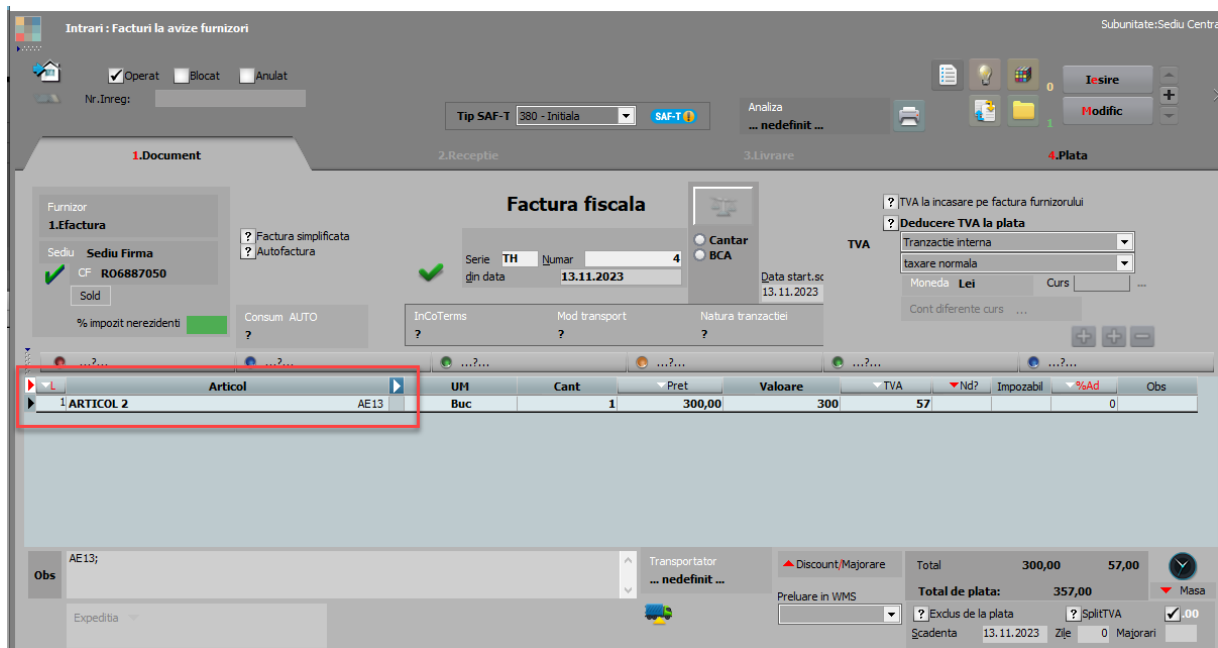 Intrari : Facturi la avize furnizori
Subunitate:Sediu Centra
Operat Blocat Anulat
Nr.Inreg:
Tip SAF-T 380 - Initiala SAF-T
Analiza
... nedefinit ...
0
1
Iesire
Modific
1.Document 2.Receptie 3.Livrare 4.Plata
Furnizor
1.Efactura
Sediu Sediu Firma
CF RO6887050
Sold
% impozit nerezidenti
? Factura simplificata
? Autofactura
Consum AUTO
?
Factura fiscala
Serie TH Numar 4
din data 13.11.2023
Cantar
BCA
Data start.sc
13.11.2023
InCoTerms Mod transport Natura tranzactiei
? ? ?
? TVA la incasare pe factura furnizorului
? Deducere TVA la plata
TVA Tranzactie interna
taxare normala
Moneda Lei Curs ...
Cont diferente curs ...
...?... ...?... ...?... ...?... ...?... ...?...
L Articol UM Cant Pret Valoare TVA Nd? Impozabil %Ad Obs
1 ARTICOL 2 AE13 Buc 1 300,00 300 57 0
Obs AE13;
Expeditia
Transportator
... nedefinit ...
Discount/Majorare
Preluare in WMS
Total 300,00 57,00
Total de plata: 357,00
Masa
? Exclus de la plata ? SplitTVA .00
Scadenta 13.11.2023 Zile 0 Majorari